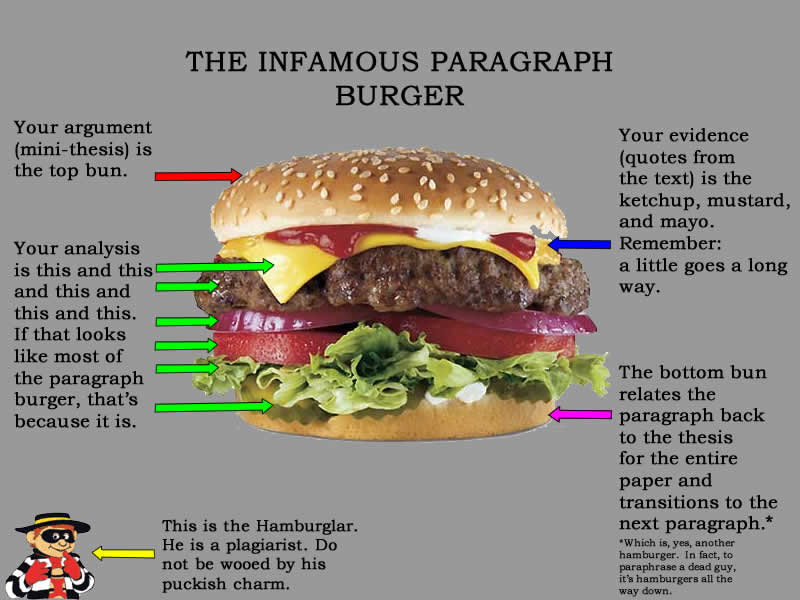 THE INFAMOUS PARAGRAPH
BURGER
Your argument
(mini-thesis) is
the top bun.
Your evidence
(quotes from
the text) is the
ketchup, mustard,
and mayo.
Remember:
a little goes a long
way.
Your analysis
is this and this
and this and
this and this.
If that looks
like most of
the paragraph
burger, that's
because it is.
The bottom bun
relates the
paragraph back
to the thesis
for the entire
paper and
transitions to the
next paragraph.*
*Which is, yes, another
hamburger. In fact, to
paraphrase a dead guy,
it's hamburgers all the
way down.
This is the Hamburglar.
He is a plagiarist. Do
not be wooed by his
puckish charm.